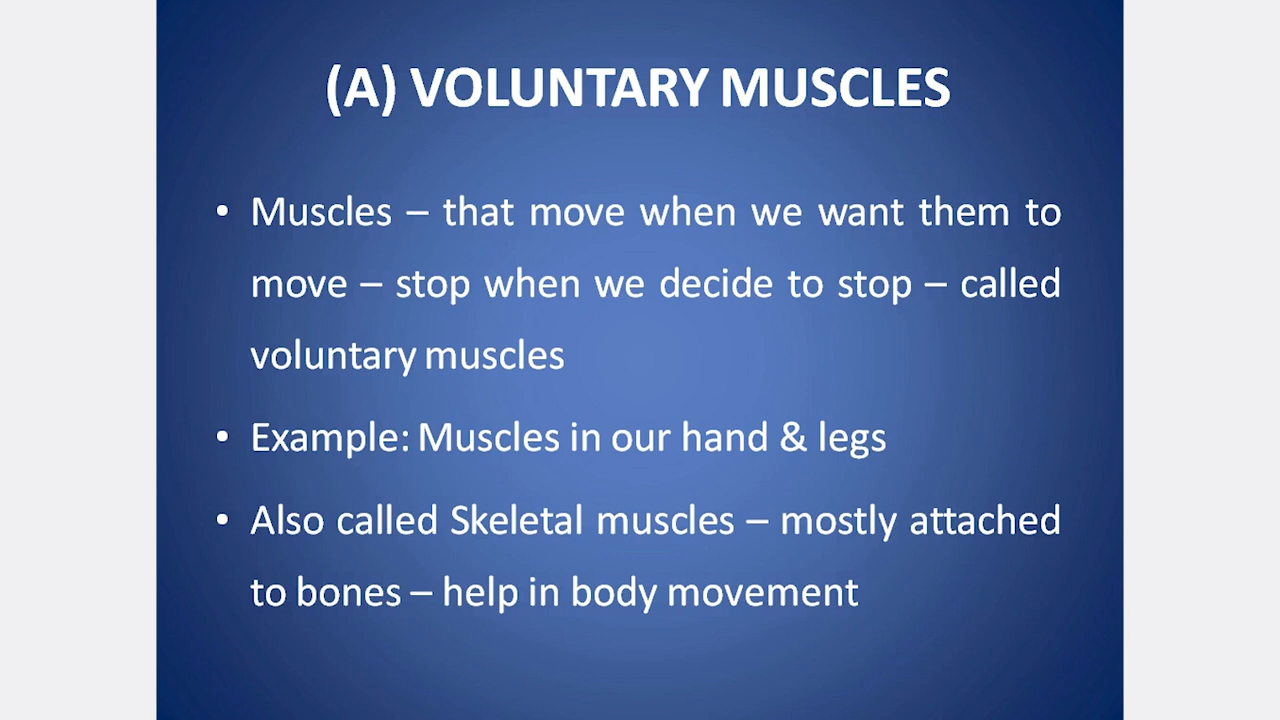 (A) VOLUNTARY MUSCLES
• Muscles – that move when we want them to
move – stop when we decide to stop – called
voluntary muscles
• Example: Muscles in our hand & legs
• Also called Skeletal muscles – mostly attached
to bones – help in body movement